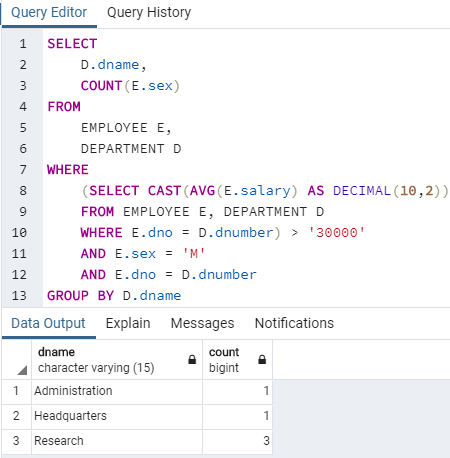 Query Editor Query History
1 SELECT
2 D.dname,
3 COUNT(E.sex)
4 FROM
5 EMPLOYEE E,
6 DEPARTMENT D
7 WHERE
8 (SELECT CAST(AVG(E.salary) AS DECIMAL(10,2))
9 FROM EMPLOYEE E, DEPARTMENT D
10 WHERE E.dno = D.dnumber) > '30000'
11 AND E.sex = 'M'
12 AND E.dno = D.dnumber
13 GROUP BY D.dname
Data Output Explain Messages Notifications
dname count
character varying (15) bigint
1 Administration 1
2 Headquarters 1
3 Research 3